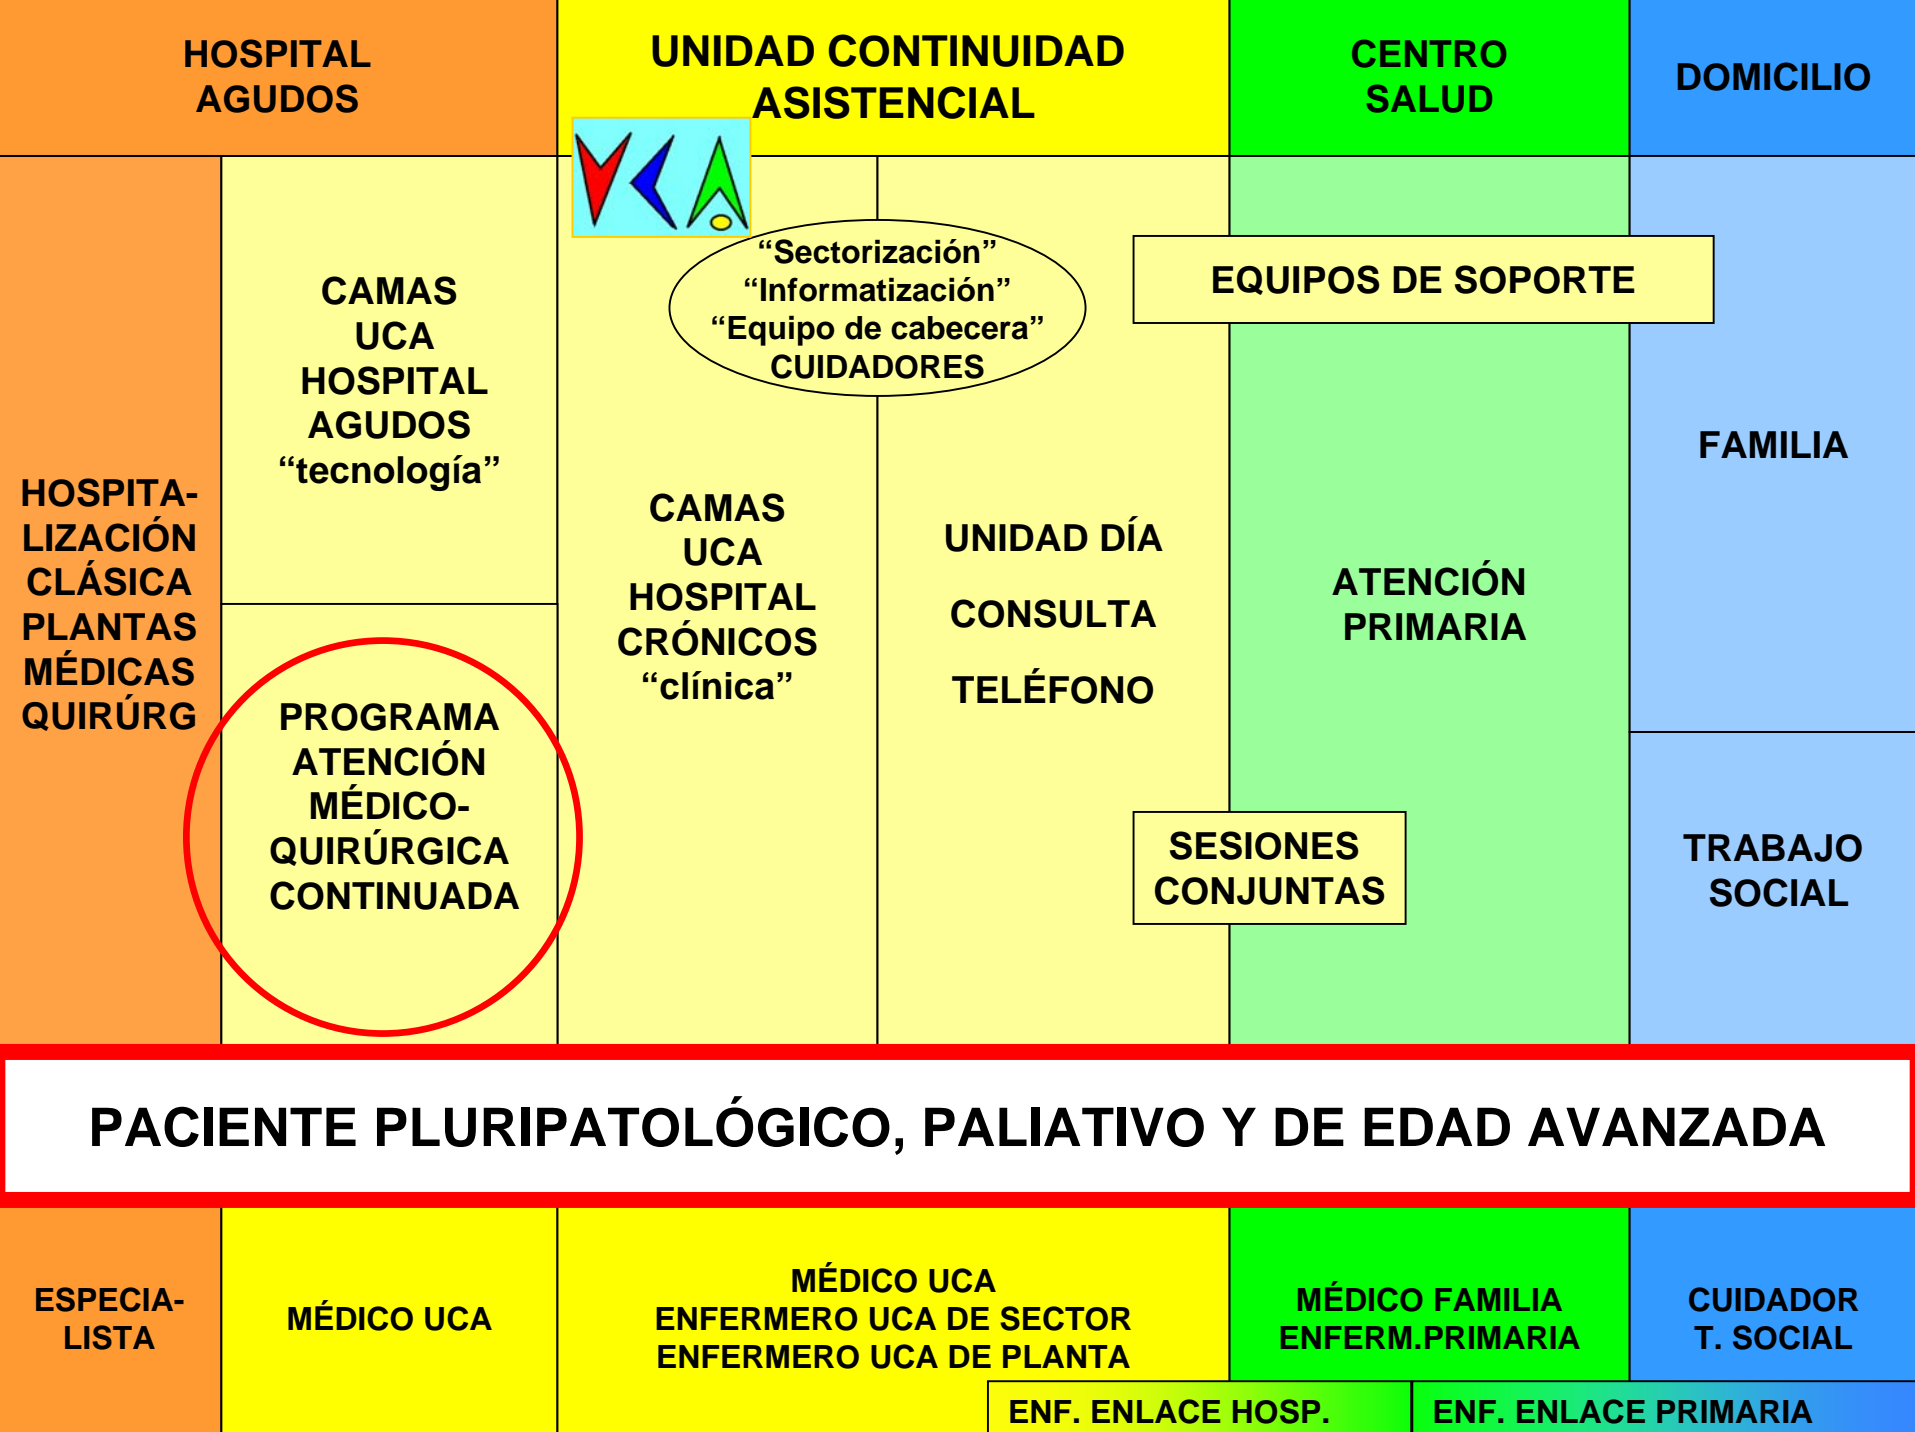 HOSPITAL
AGUDOS
UNIDAD CONTINUIDAD
ASISTENCIAL
CENTRO
SALUD
DOMICILIO
HOSPITA-
LIZACIÓN
CLÁSICA
PLANTAS
MÉDICAS
QUIRÚRG
CAMAS
UCA
HOSPITAL
AGUDOS
“tecnología”
PROGRAMA
ATENCIÓN
MÉDICO-
QUIRÚRGICA
CONTINUADA
UCA
“Sectorización”
“Informatización”
“Equipo de cabecera”
CUIDADORES
CAMAS
UCA
HOSPITAL
CRÓNICOS
“clínica”
UNIDAD DÍA
CONSULTA
TELÉFONO
EQUIPOS DE SOPORTE
ATENCIÓN
PRIMARIA
SESIONES
CONJUNTAS
FAMILIA
TRABAJO
SOCIAL
PACIENTE PLURIPATOLÓGICO, PALIATIVO Y DE EDAD AVANZADA
ESPECIA-
LISTA
MÉDICO UCA
MÉDICO UCA
ENFERMERO UCA DE SECTOR
ENFERMERO UCA DE PLANTA
MÉDICO FAMILIA
ENFERM.PRIMARIA
CUIDADOR
T. SOCIAL
ENF. ENLACE HOSP.
ENF. ENLACE PRIMARIA